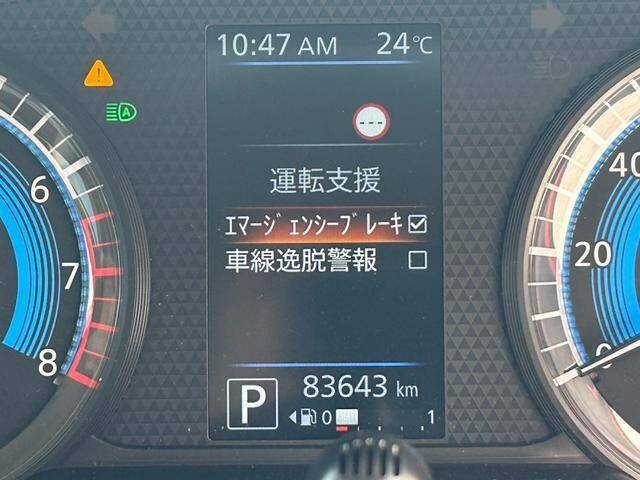 10:47 AM 24℃
---
運転支援
ｴﾏｰｼﾞｪﾝｼｰﾌﾞﾚｰｷ
車線逸脱警報
P
83643 km
0 1
A
6
7
8
40
20
0